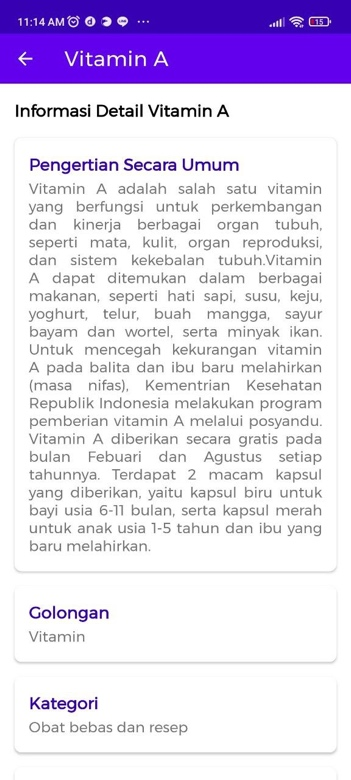 11:14 AM
15
Vitamin A
Informasi Detail Vitamin A
Pengertian Secara Umum
Vitamin A adalah salah satu vitamin
yang berfungsi untuk perkembangan
dan kinerja berbagai organ tubuh,
seperti mata, kulit, organ reproduksi,
dan sistem kekebalan tubuh.Vitamin
A dapat ditemukan dalam berbagai
makanan, seperti hati sapi, susu, keju,
yoghurt, telur, buah mangga, sayur
bayam dan wortel, serta minyak ikan.
Untuk mencegah kekurangan vitamin
A pada balita dan ibu baru melahirkan
(masa nifas), Kementrian Kesehatan
Republik Indonesia melakukan program
pemberian vitamin A melalui posyandu.
Vitamin A diberikan secara gratis pada
bulan Febuari dan Agustus setiap
tahunnya. Terdapat 2 macam kapsul
yang diberikan, yaitu kapsul biru untuk
bayi usia 6-11 bulan, serta kapsul merah
untuk anak usia 1-5 tahun dan ibu yang
baru melahirkan.
Golongan
Vitamin
Kategori
Obat bebas dan resep